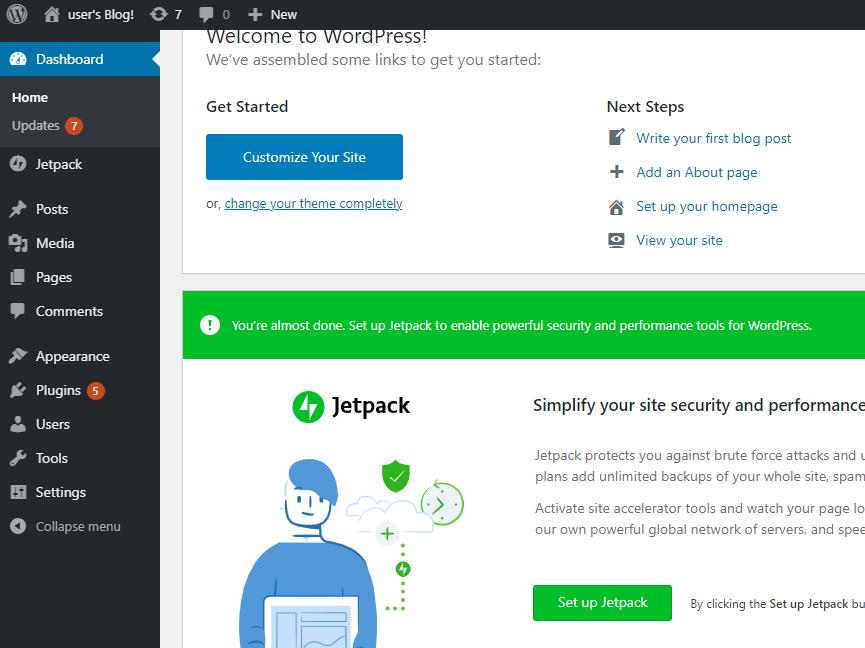 user's Blog! 7 0 New
Dashboard
Home
Updates 7
Jetpack
Posts
Media
Pages
Comments
Appearance
Plugins 5
Users
Tools
Settings
Collapse menu
Welcome to WordPress!
We've assembled some links to get you started:
Get Started
Customize Your Site
or, change your theme completely
Next Steps
Write your first blog post
Add an About page
Set up your homepage
View your site
You're almost done. Set up Jetpack to enable powerful security and performance tools for WordPress.
Jetpack
Simplify your site security and performance
Jetpack protects you against brute force attacks and
plans add unlimited backups of your whole site, spam
Activate site accelerator tools and watch your page lo
our own powerful global network of servers, and spee
Set up Jetpack
By clicking the Set up Jetpack bu